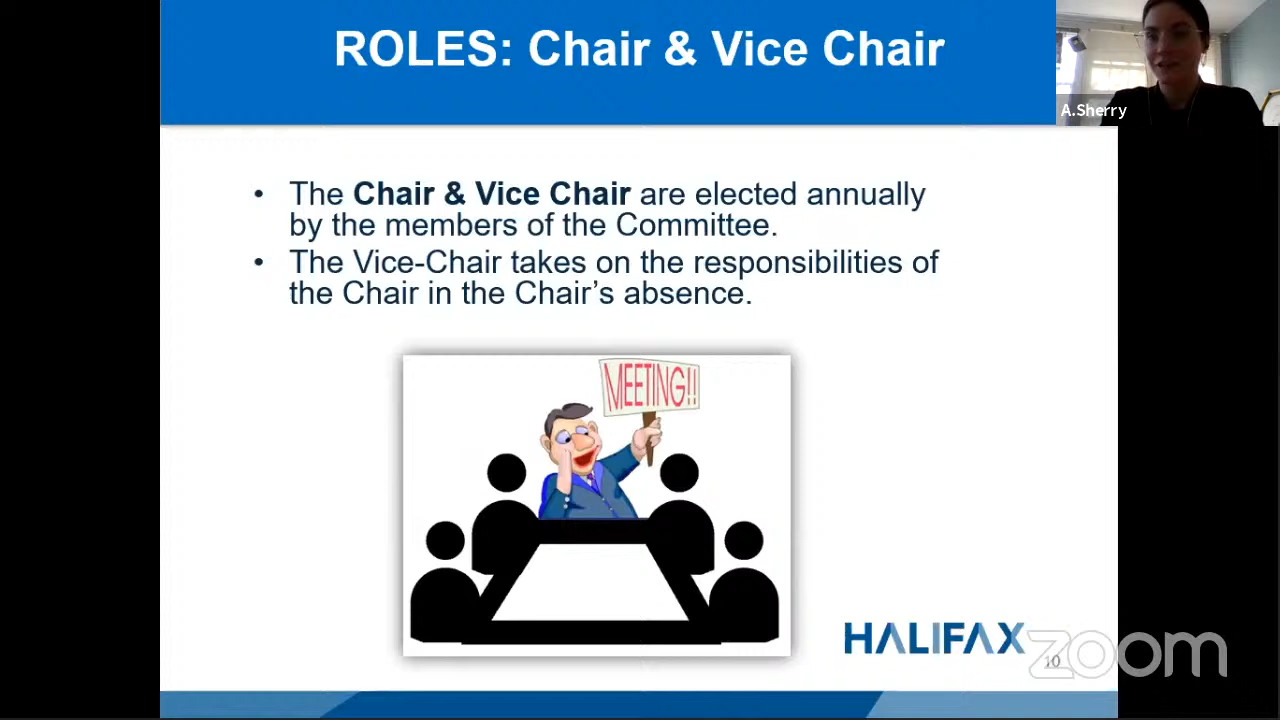 ROLES: Chair & Vice Chair
A.Sherry
• The Chair & Vice Chair are elected annually
by the members of the Committee.
• The Vice-Chair takes on the responsibilities of
the Chair in the Chair’s absence.
MEETING!!
HALIFAX
zoom
10